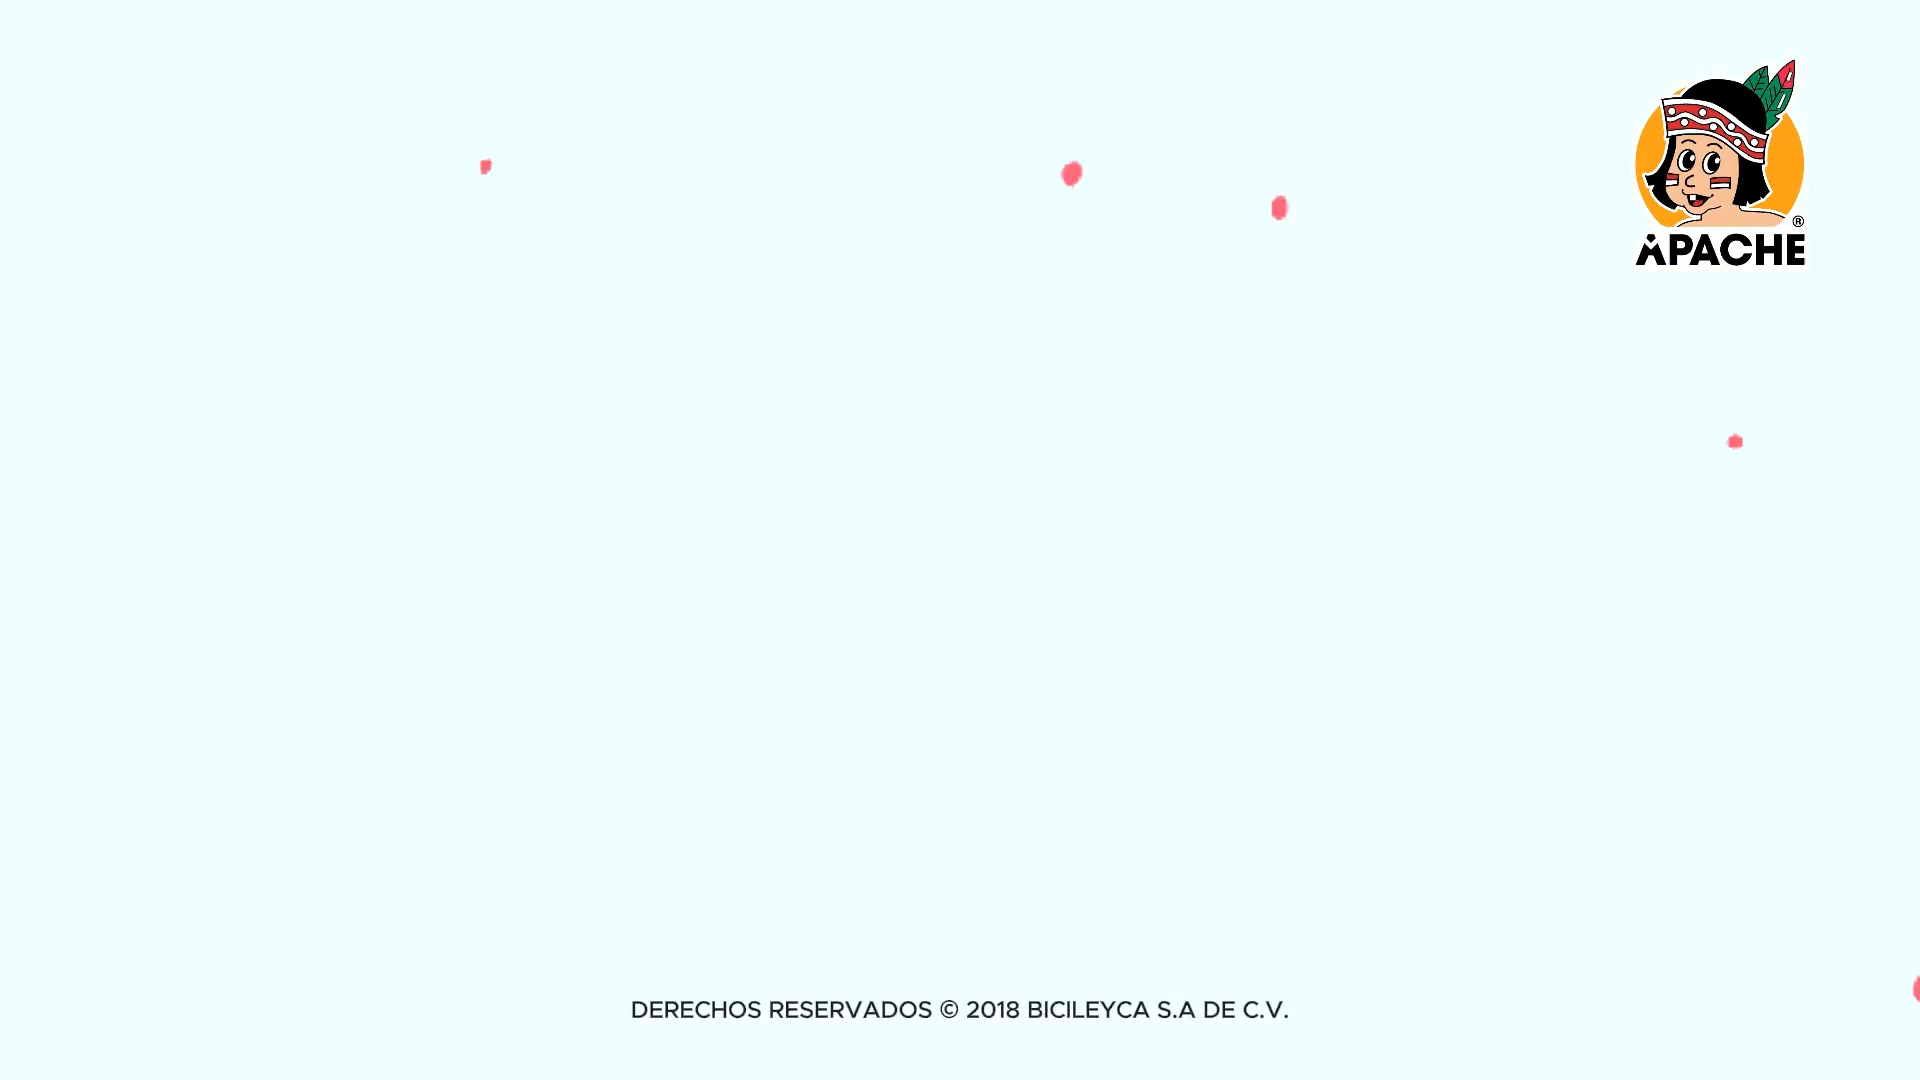 ®
APACHE
DERECHOS RESERVADOS © 2018 BICILEYCA S.A DE C.V.